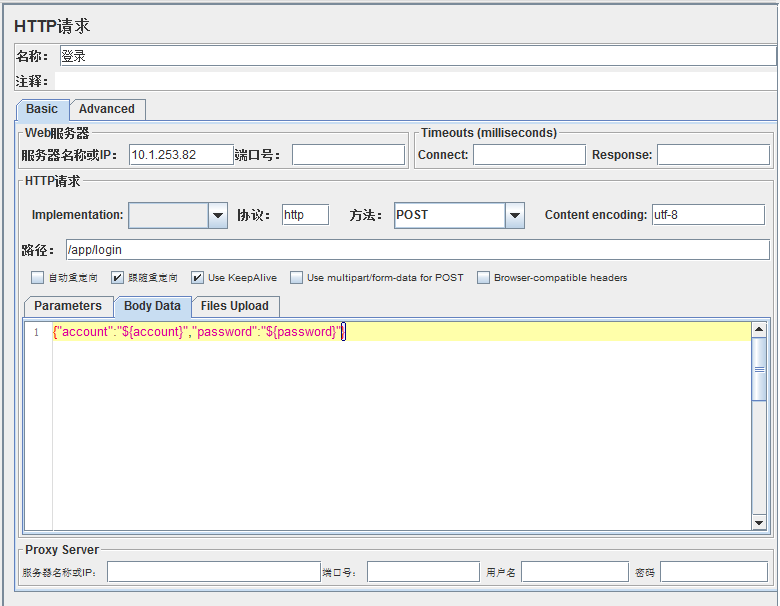 HTTP请求
名称： 登录
注释：
Basic Advanced
Web服务器 Timeouts (milliseconds)
服务器名称或IP： 10.1.253.82 端口号： Connect: Response:
HTTP请求
Implementation: 协议： http 方法： POST Content encoding: utf-8
路径： /app/login
自动重定向 跟随重定向 Use KeepAlive Use multipart/form-data for POST Browser-compatible headers
Parameters Body Data Files Upload
1 {"account":"${account}","password":"${password}"}
Proxy Server
服务器名称或IP： 端口号： 用户名 密码